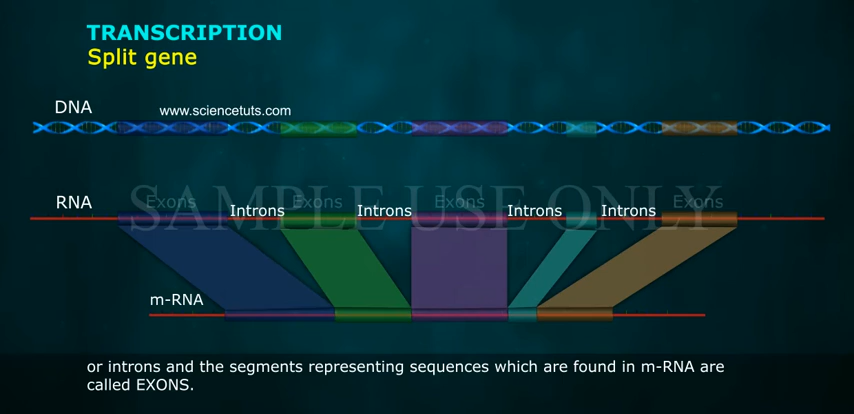 TRANSCRIPTION
Split gene
DNA
www.sciencetuts.com
SAMPLE USE ONLY
RNA
Exons Exons Exons Exons
Introns Introns Introns Introns
m-RNA
or introns and the segments representing sequences which are found in m-RNA are
called EXONS.